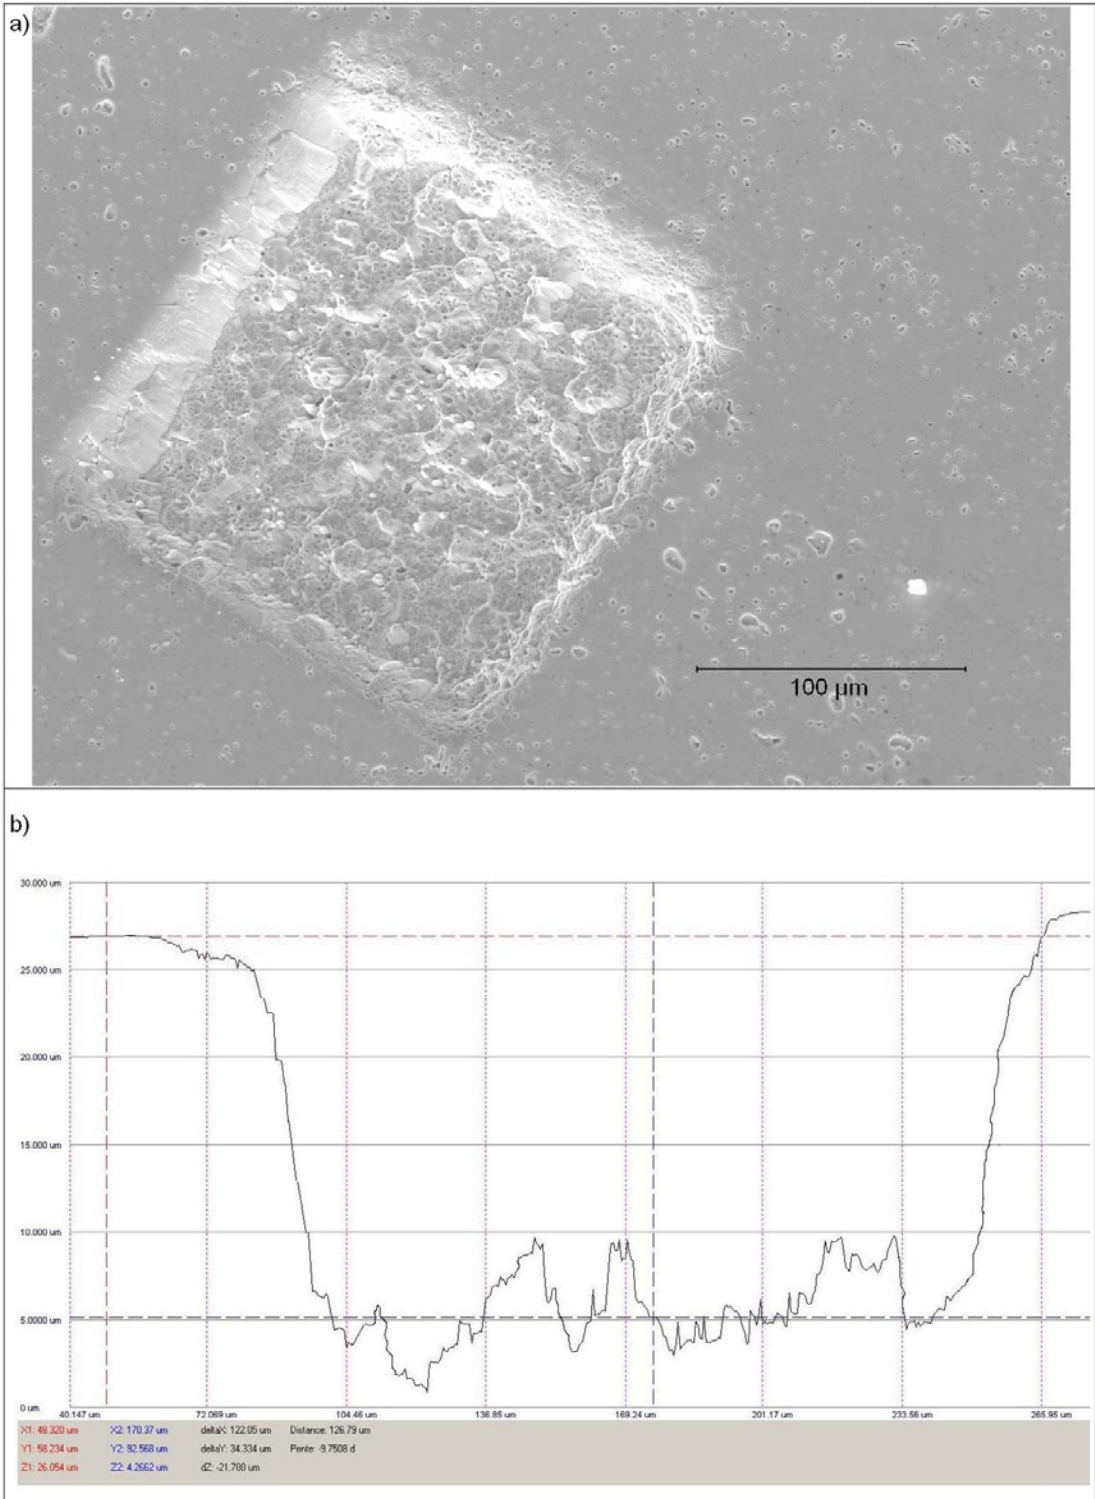 a)
100 µm
b)
30.000 um
25.000 um
20.000 um
15.000 um
10.000 um
5.0000 um
0 um
40.147 um 72.069 um 104.46 um 136.85 um 169.24 um 201.17 um 233.56 um 265.95 um
X1: 48.320 um X2: 170.37 um deltaX: 122.05 um Distance: 126.79 um
Y1: 58.234 um Y2: 92.568 um deltaY: 34.334 um Pente: -9.7508 d
Z1: 26.054 um Z2: 4.2662 um dZ: -21.788 um